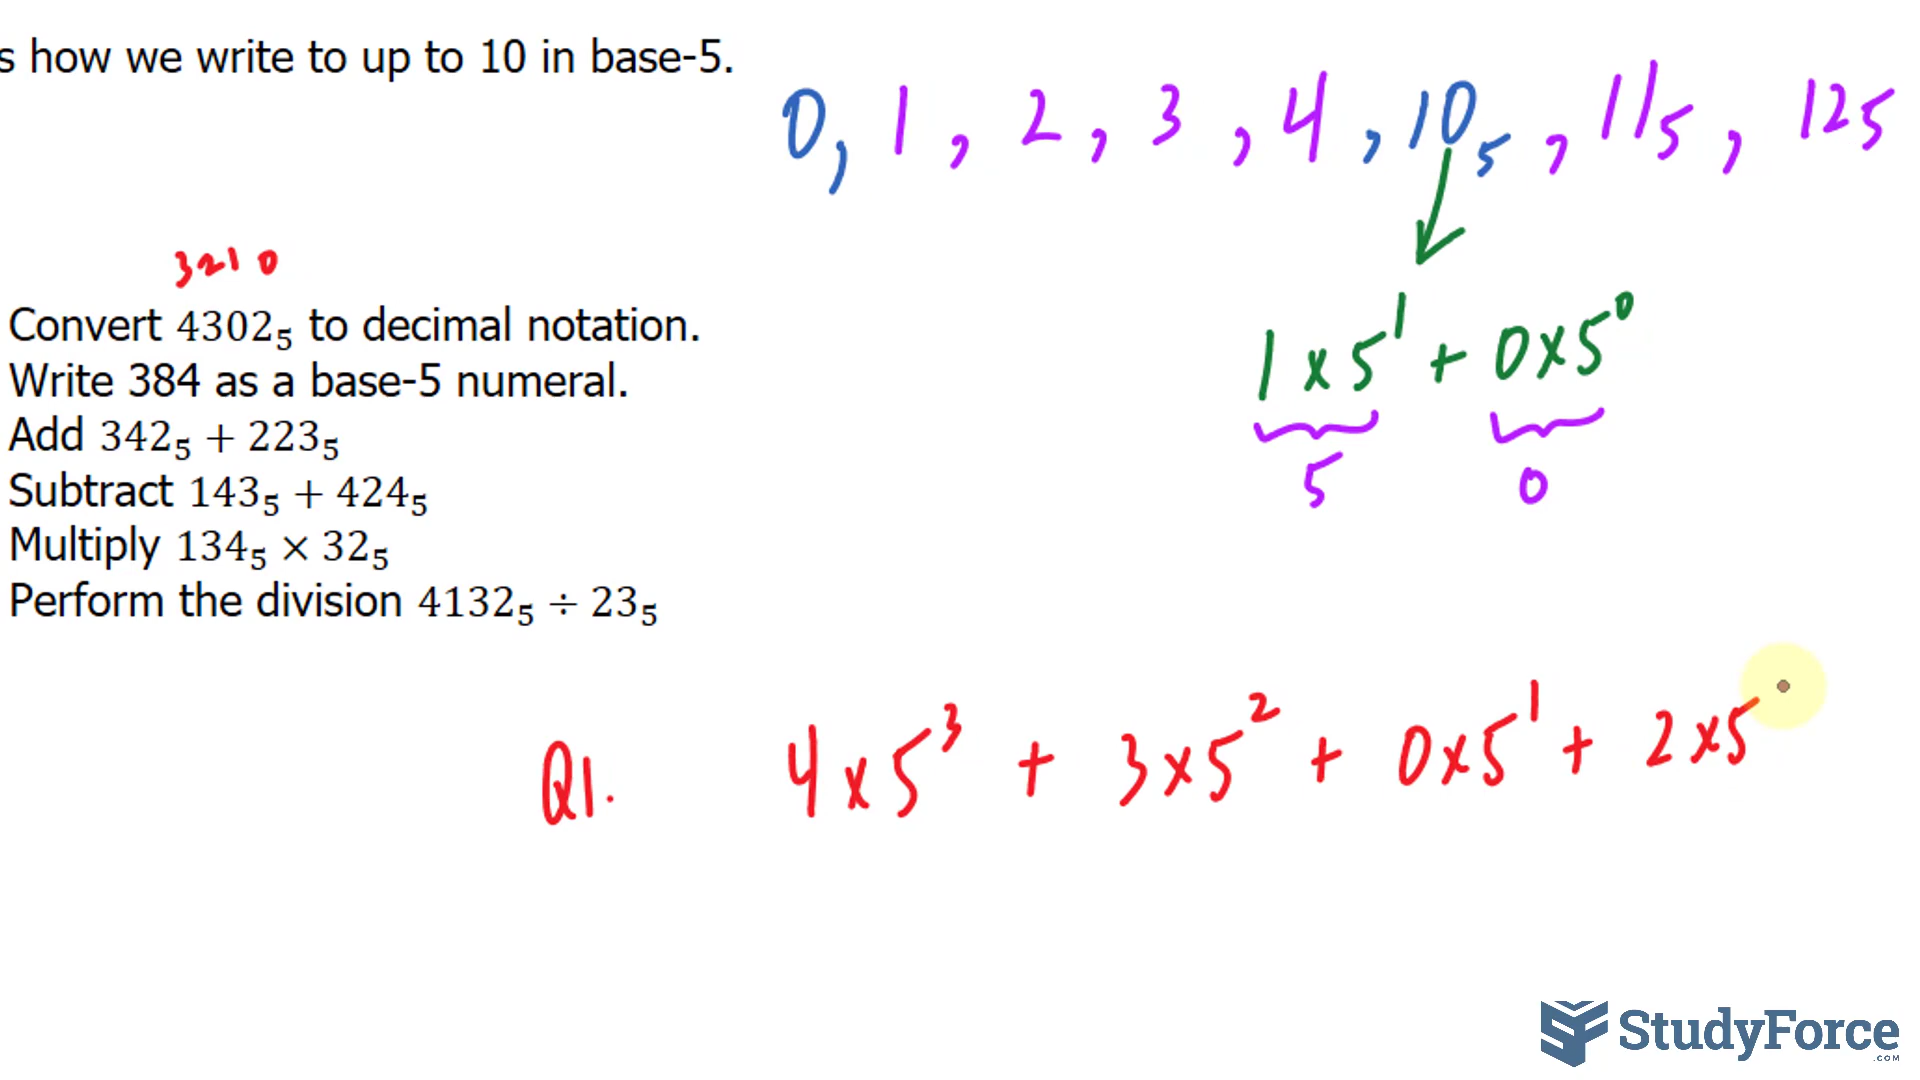 s how we write to up to 10 in base-5.
0, 1, 2, 3, 4, 10₅, 11₅, 12₅
3 2 1 0
Convert 4302₅ to decimal notation.
Write 384 as a base-5 numeral.
Add 342₅ + 223₅
Subtract 143₅ + 424₅
Multiply 134₅ × 32₅
Perform the division 4132₅ ÷ 23₅
1 × 5¹ + 0 × 5⁰
5 0
Q1. 4 × 5³ + 3 × 5² + 0 × 5¹ + 2 × 5
StudyForce
.COM